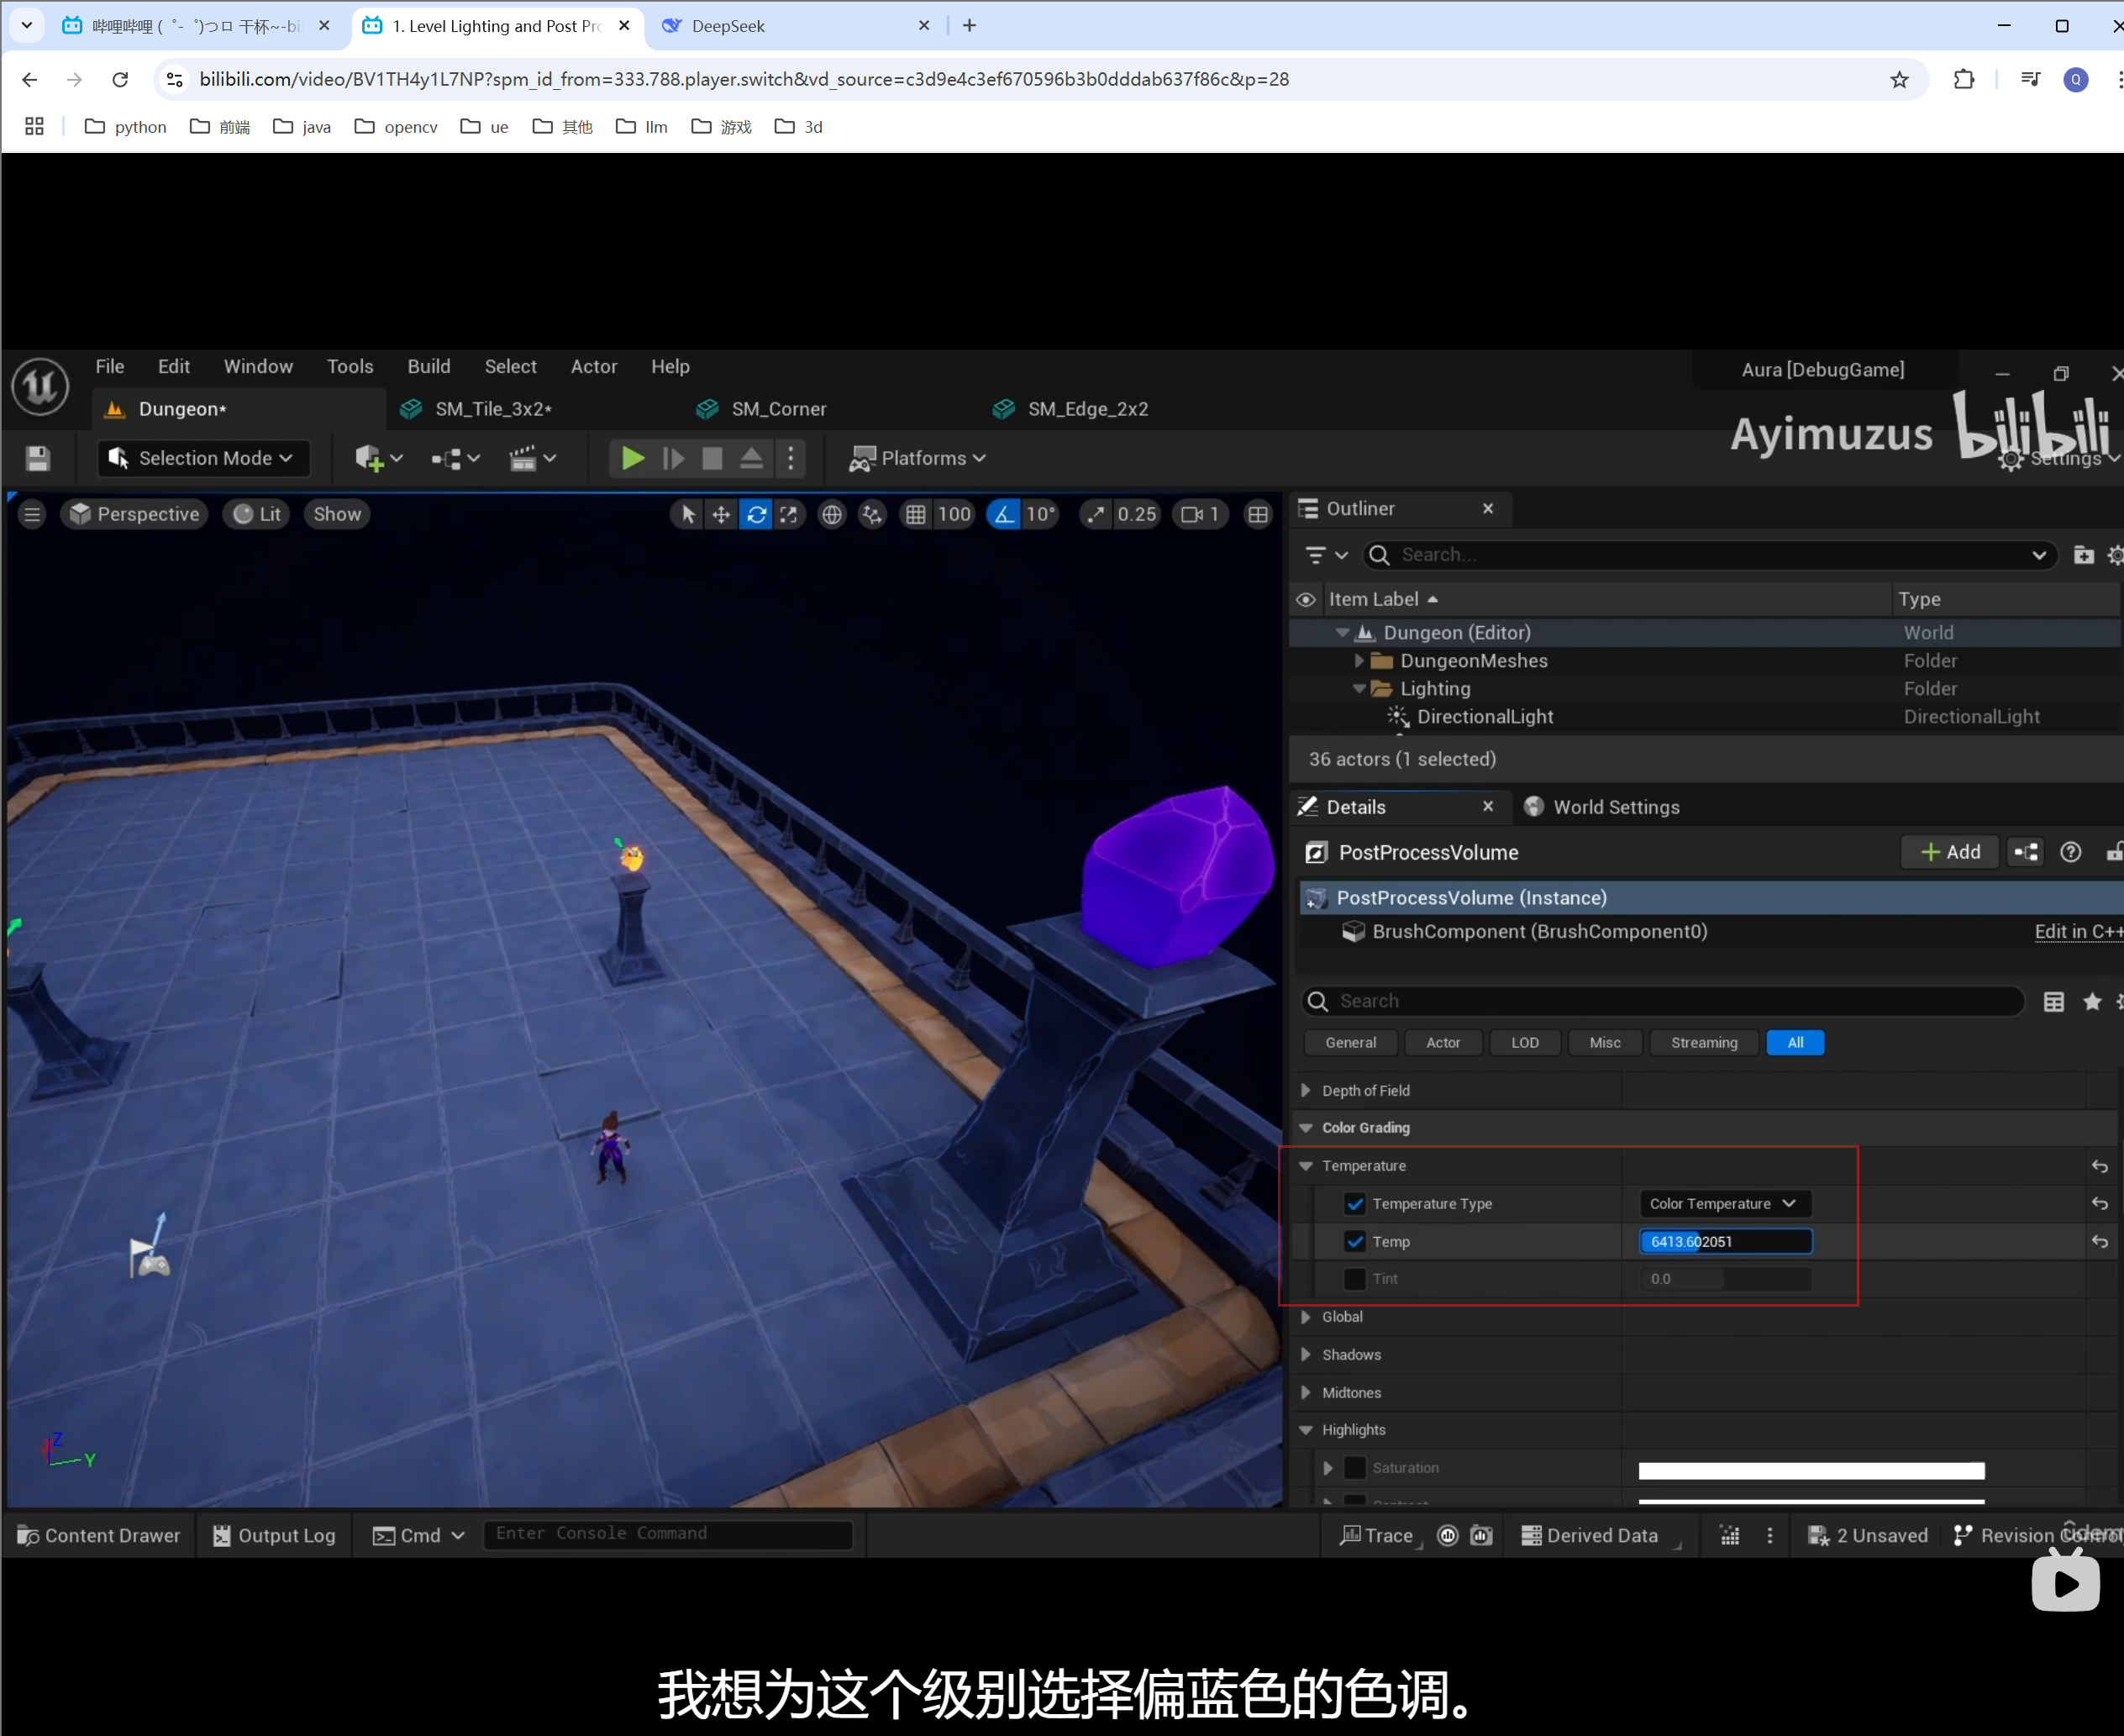 哔哩哔哩 (゜-゜)つロ 干杯~-bi
1. Level Lighting and Post Pro
DeepSeek
bilibili.com/video/BV1TH4y1L7NP?spm_id_from=333.788.player.switch&vd_source=c3d9e4c3ef670596b3b0dddab637f86c&p=28
Q
python 前端 java opencv ue 其他 llm 游戏 3d
File Edit Window Tools Build Select Actor Help
Aura [DebugGame]
Dungeon* SM_Tile_3x2* SM_Corner SM_Edge_2x2
Ayimuzus bilibili
Selection Mode Platforms Settings
Perspective Lit Show 100 10° 0.25 1
Outliner
Search...
Item Label Type
Dungeon (Editor) World
DungeonMeshes Folder
Lighting Folder
DirectionalLight DirectionalLight
36 actors (1 selected)
Details World Settings
PostProcessVolume Add
PostProcessVolume (Instance)
BrushComponent (BrushComponent0) Edit in C++
Search
General Actor LOD Misc Streaming All
Depth of Field
Color Grading
Temperature
Temperature Type Color Temperature
Temp 6413.602051
Tint 0.0
Global
Shadows
Midtones
Highlights
Saturation
Z
Y
Content Drawer Output Log Cmd Enter Console Command Trace Derived Data 2 Unsaved Revision
我想为这个级别选择偏蓝色的色调。